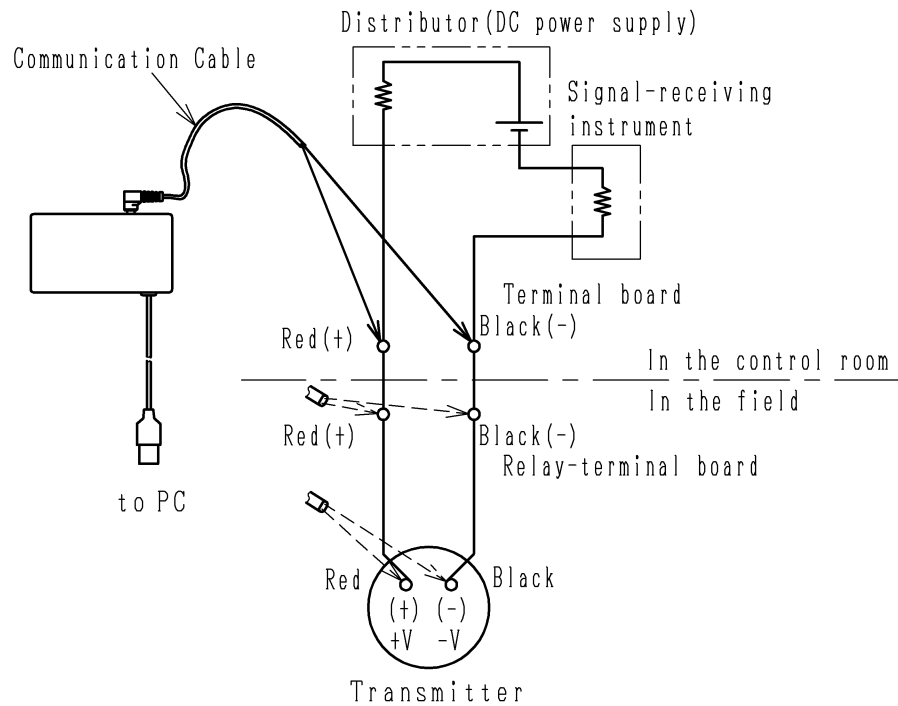 Distributor(DC power supply)
Communication Cable
Signal-receiving
instrument
Terminal board
Red(+)
Black(-)
In the control room
In the field
Red(+)
Black(-)
Relay-terminal board
to PC
Red
Black
(+)
(-)
+V
-V
Transmitter